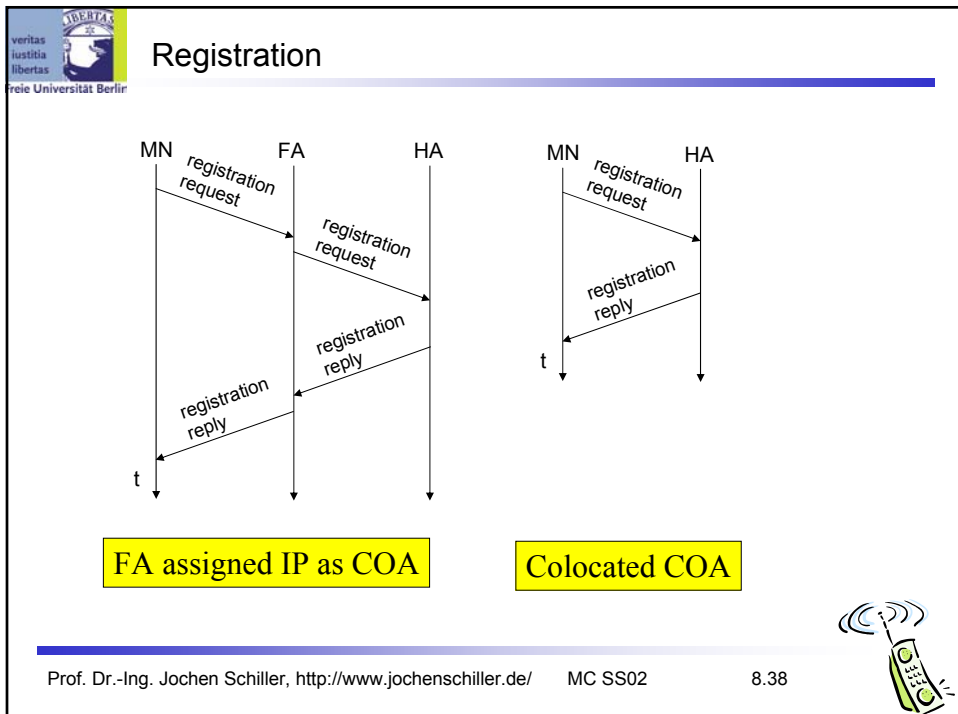 veritas
iustitia
libertas
LIBERTAS
Freie Universität Berlin
Registration
MN FA HA
registration
request
registration
request
registration
reply
registration
reply
t
MN HA
registration
request
registration
reply
t
FA assigned IP as COA
Colocated COA
Prof. Dr.-Ing. Jochen Schiller, http://www.jochenschiller.de/ MC SS02 8.38